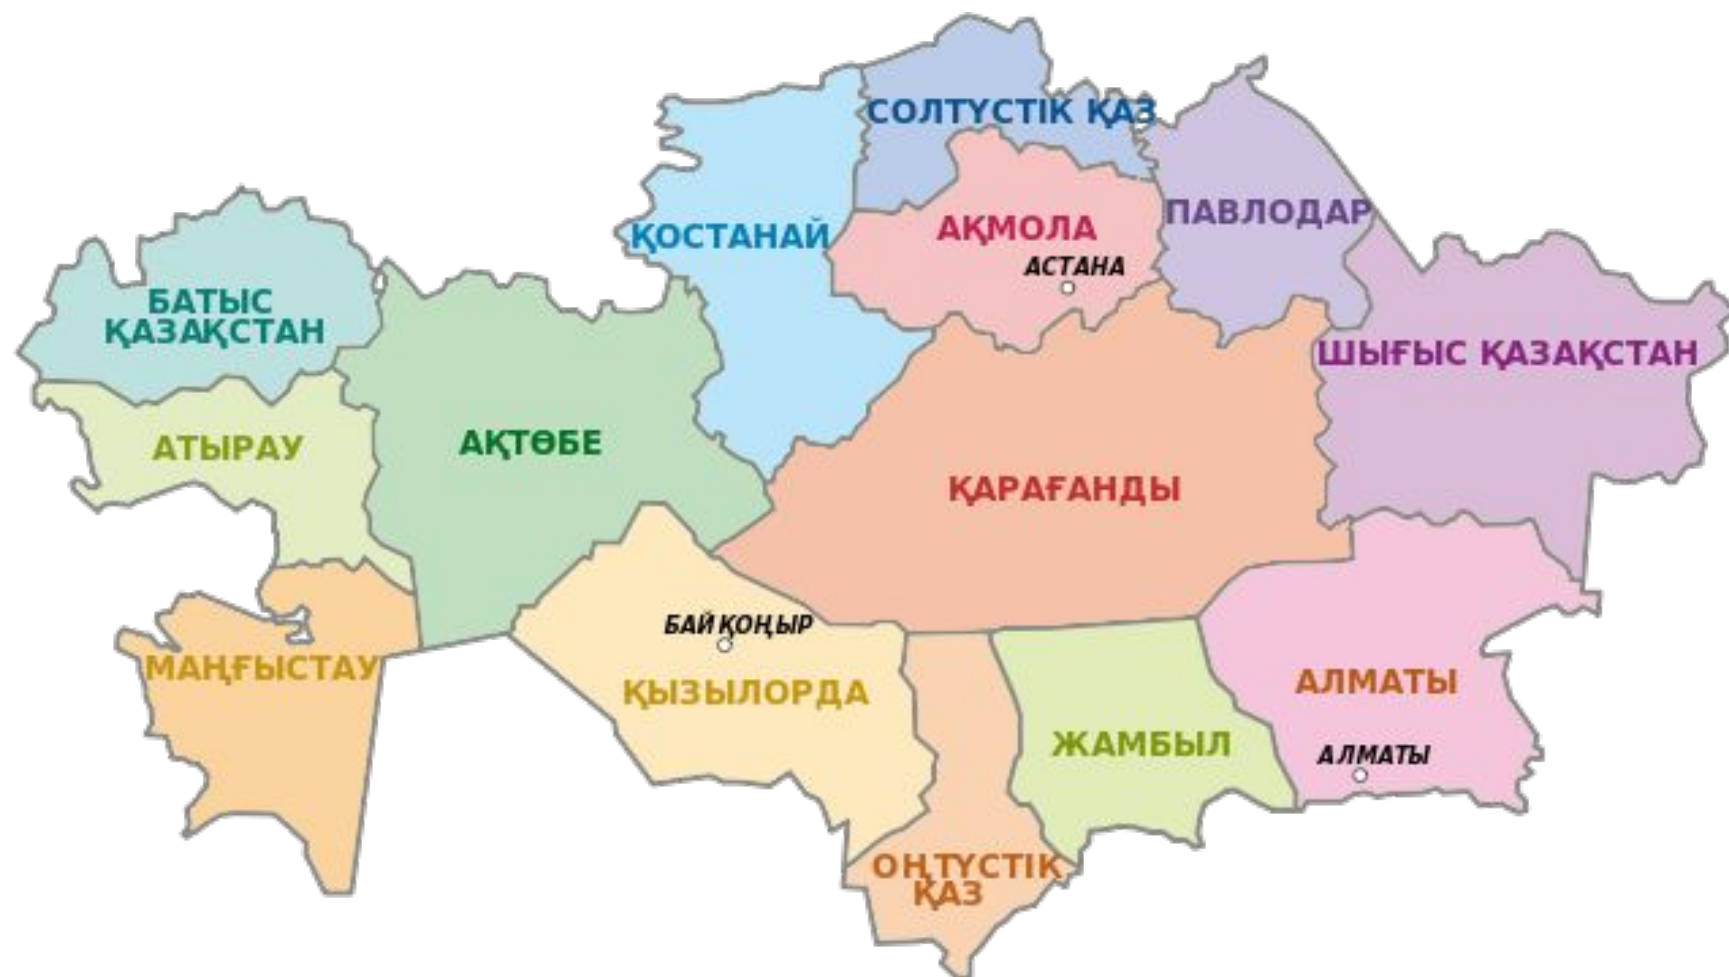 СОЛТҮСТІК ҚАЗ
ПАВЛОДАР
ҚОСТАНАЙ
АҚМОЛА
АСТАНА
БАТЫС
ҚАЗАҚСТАН
ШЫҒЫС ҚАЗАҚСТАН
АТЫРАУ
АҚТӨБЕ
ҚАРАҒАНДЫ
БАЙҚОҢЫР
МАҢҒЫСТАУ
ҚЫЗЫЛОРДА
АЛМАТЫ
ЖАМБЫЛ
АЛМАТЫ
ОҢТҮСТІК
ҚАЗ